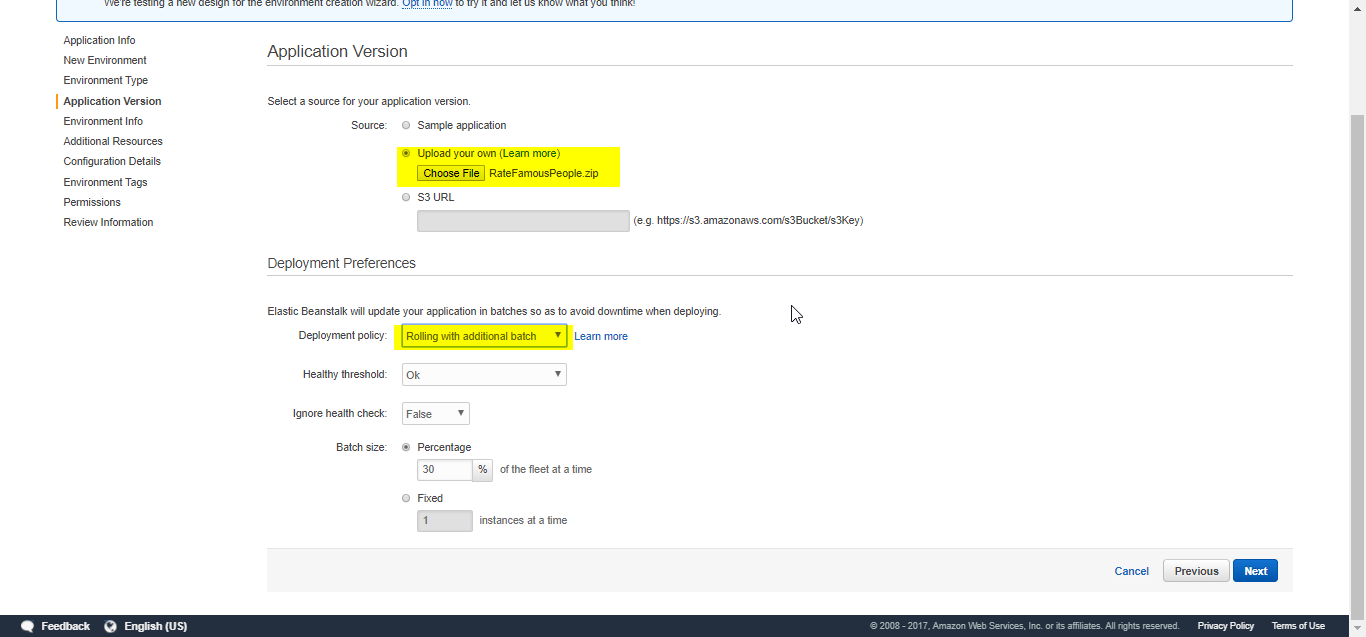 We're testing a new design for the environment creation wizard. Opt in now to try it and let us know what you think!
Application Info
New Environment
Environment Type
Application Version
Environment Info
Additional Resources
Configuration Details
Environment Tags
Permissions
Review Information
Application Version
Select a source for your application version.
Source: Sample application
Upload your own (Learn more)
Choose File RateFamousPeople.zip
S3 URL
(e.g. https://s3.amazonaws.com/s3Bucket/s3Key)
Deployment Preferences
Elastic Beanstalk will update your application in batches so as to avoid downtime when deploying.
Deployment policy: Rolling with additional batch Learn more
Healthy threshold: Ok
Ignore health check: False
Batch size: Percentage
30 % of the fleet at a time
Fixed
1 instances at a time
Cancel Previous Next
Feedback English (US) © 2008 - 2017, Amazon Web Services, Inc. or its affiliates. All rights reserved. Privacy Policy Terms of Use